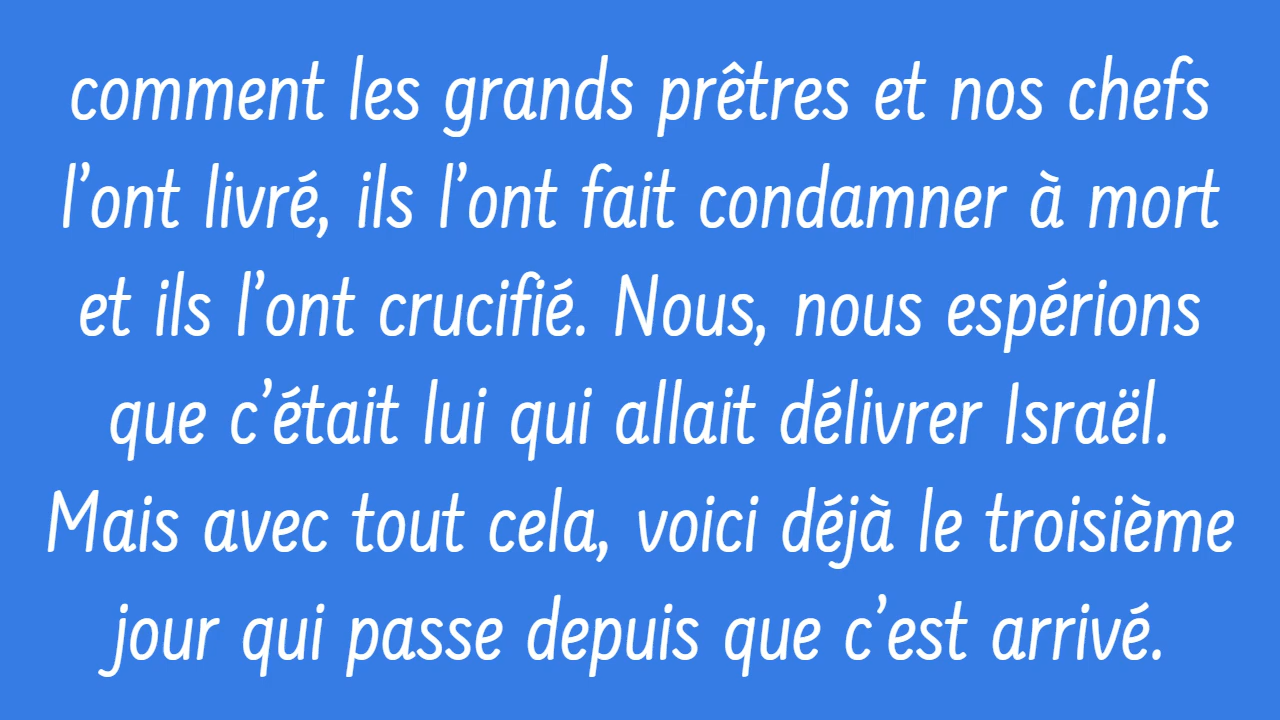 comment les grands prêtres et nos chefs
l’ont livré, ils l’ont fait condamner à mort
et ils l’ont crucifié. Nous, nous espérions
que c’était lui qui allait délivrer Israël.
Mais avec tout cela, voici déjà le troisième
jour qui passe depuis que c’est arrivé.